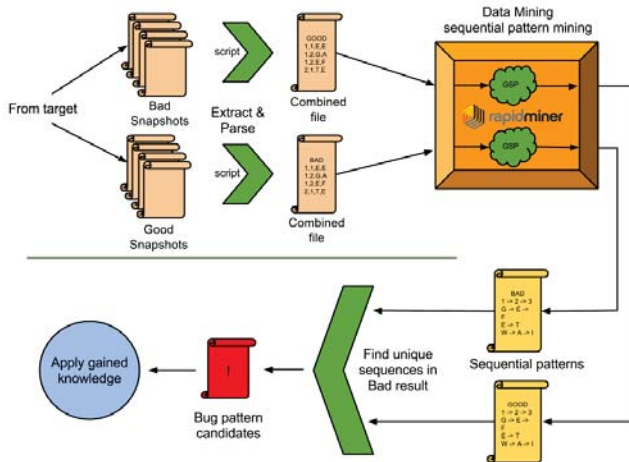 Data Mining
sequential pattern mining
From target
Bad
Snapshots
script
Extract &
Parse
GOOD
1,1,E,E
1,2,G,A
1,2,E,F
2,1,T,E
Combined
file
GSP
rapidminer
GSP
Good
Snapshots
script
BAD
1,1,E,E
1,2,G,A
1,2,E,F
2,1,T,E
Combined
file
BAD
1 -> 2 -> 3
G -> E ->
F
E -> T
W -> A -> I
Sequential patterns
GOOD
1 -> 2 -> 3
G -> E ->
F
E -> T
W -> A -> I
Find unique
sequences in
Bad result
!
Bug pattern
candidates
Apply gained
knowledge